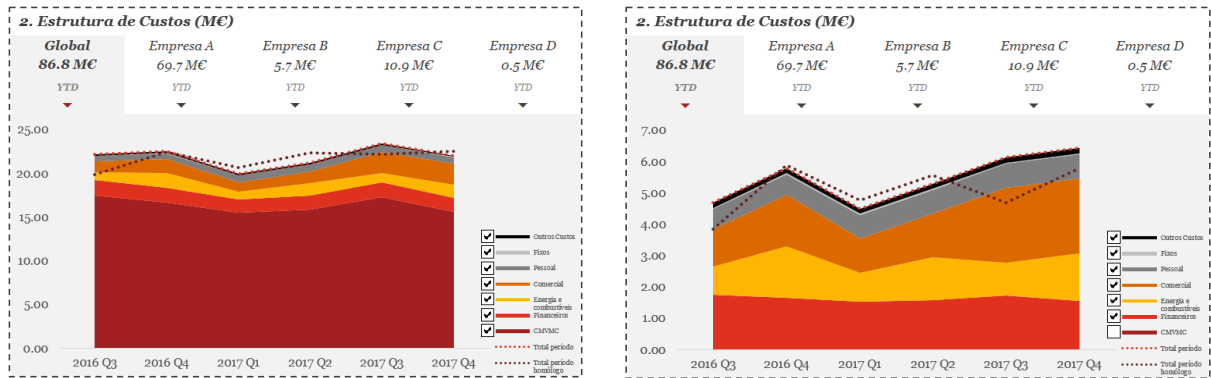 2. Estrutura de Custos (M€)
Global Empresa A Empresa B Empresa C Empresa D
86.8 M€ 69.7 M€ 5.7 M€ 10.9 M€ 0.5 M€
YTD YTD YTD YTD YTD
25.00
20.00
15.00
10.00
5.00
0.00
Outros Custos
Fixos
Pessoal
Comercial
Energia e
combustíveis
Financeiros
CMVMC
Total período
Total período
homólogo
2016 Q3 2016 Q4 2017 Q1 2017 Q2 2017 Q3 2017 Q4
2. Estrutura de Custos (M€)
Global Empresa A Empresa B Empresa C Empresa D
86.8 M€ 69.7 M€ 5.7 M€ 10.9 M€ 0.5 M€
YTD YTD YTD YTD YTD
7.00
6.00
5.00
4.00
3.00
2.00
1.00
0.00
Outros Custos
Fixos
Pessoal
Comercial
Energia e
combustíveis
Financeiros
CMVMC
Total período
Total período
homólogo
2016 Q3 2016 Q4 2017 Q1 2017 Q2 2017 Q3 2017 Q4